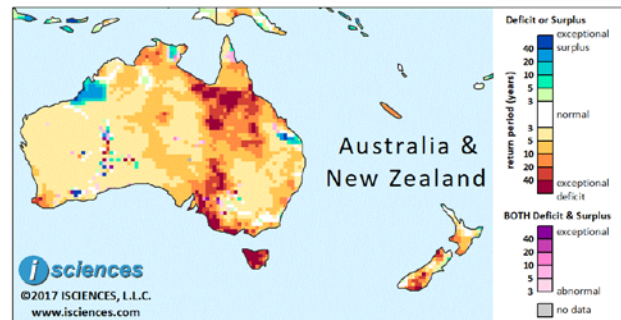 Australia &
New Zealand
i sciences
©2017 ISCIENCES, L.L.C.
www.isciences.com
Deficit or Surplus
exceptional
surplus
40
20
10
5
3
normal
3
5
10
20
40
exceptional
deficit
return period (years)
BOTH Deficit & Surplus
exceptional
40
20
10
5
3
abnormal
no data